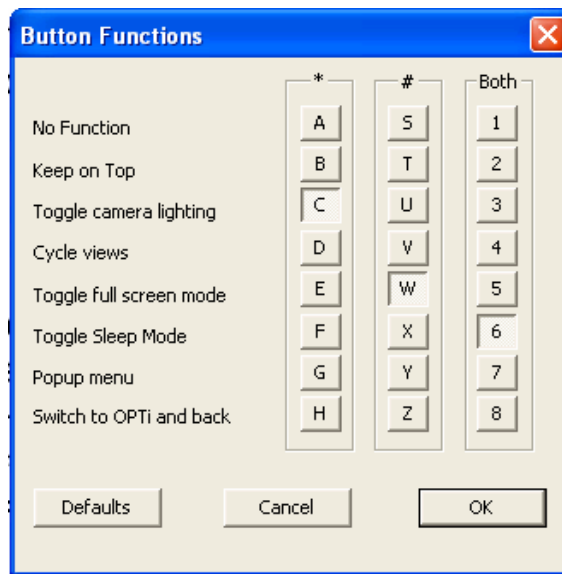 Button Functions
* # Both
No Function A S 1
Keep on Top B T 2
Toggle camera lighting C U 3
Cycle views D V 4
Toggle full screen mode E W 5
Toggle Sleep Mode F X 6
Popup menu G Y 7
Switch to OPTi and back H Z 8
Defaults Cancel OK